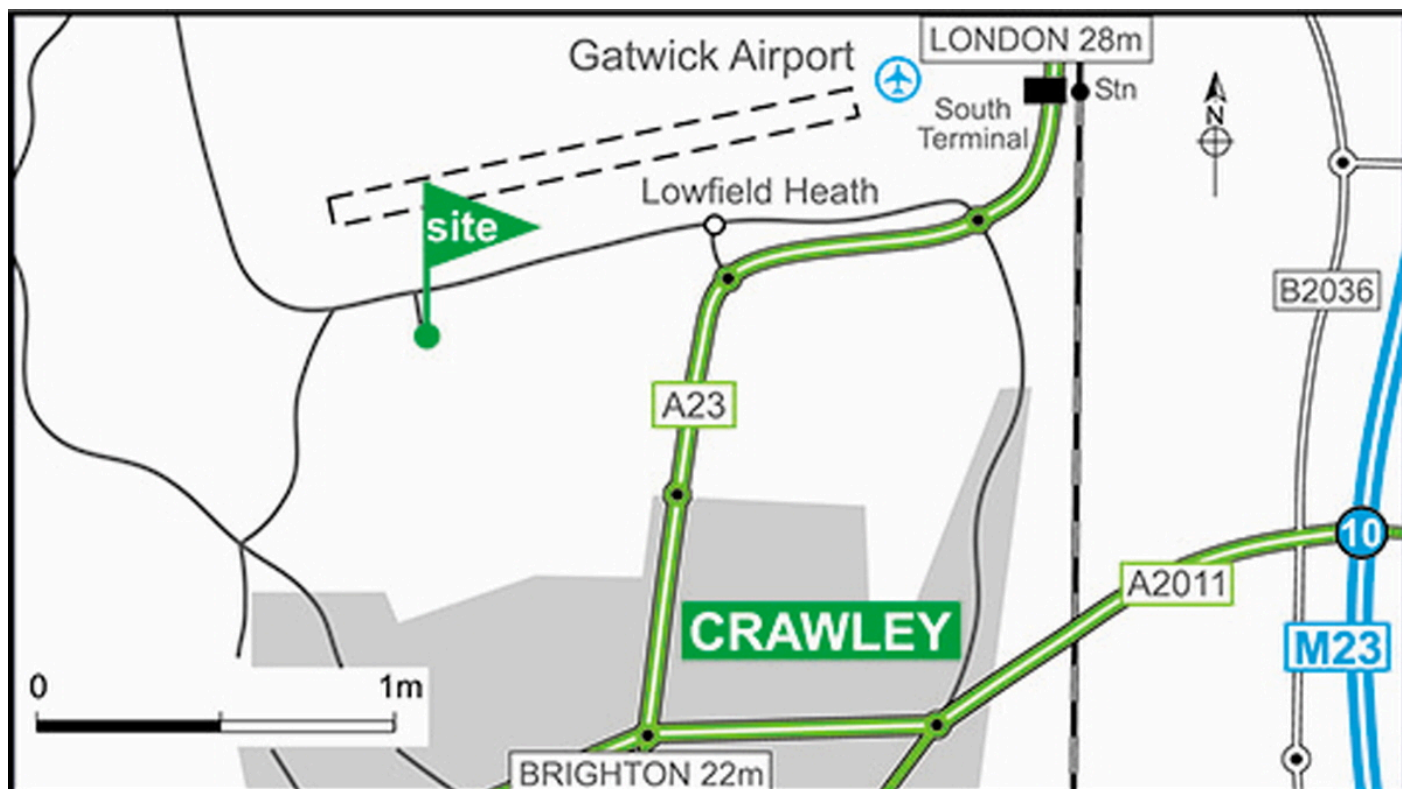 LONDON 28m
Gatwick Airport
Stn
South
Terminal
N
Lowfield Heath
site
B2036
A23
10
A2011
CRAWLEY
M23
0 1m
BRIGHTON 22m